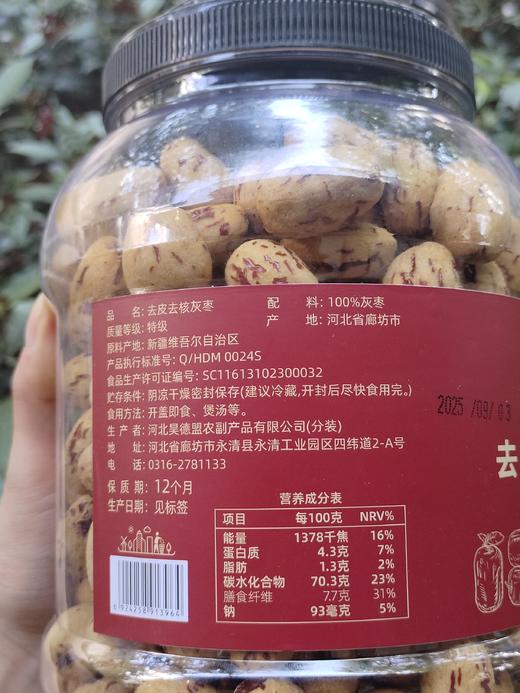 品 名：去皮去核灰枣 配 料：100%灰枣
质量等级：特级 产 地：河北省廊坊市
原料产地：新疆维吾尔自治区
产品执行标准号：Q/HDM 0024S
食品生产许可证编号：SC11613102300032
贮存条件：阴凉干燥密封保存(建议冷藏,开封后尽快食用完。)
食用方法：开盖即食、煲汤等。
生 产 者：河北昊德盟农副产品有限公司(分装)
地 址：河北省廊坊市永清县永清工业园区四纬道2-A号
电 话：0316-2781133
保 质 期：12个月
生产日期：见标签
2025 /09/ 03
去
营养成分表
项目 每100克 NRV%
能量 1378千焦 16%
蛋白质 4.3克 7%
脂肪 1.3克 2%
碳水化合物 70.3克 23%
膳食纤维 7.7克 31%
钠 93毫克 5%
6 924258 913964